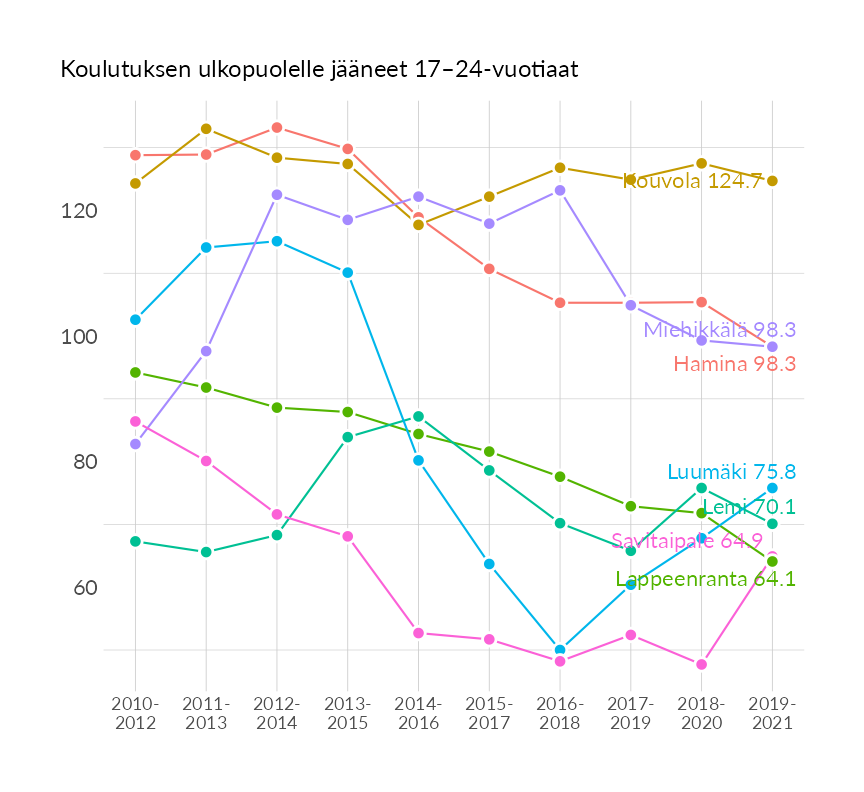 Koulutuksen ulkopuolelle jääneet 17–24-vuotiaat
Kouvola 124.7
120
Miehikkälä 98.3
100
Hamina 98.3
80
Luumäki 75.8
Lemi 70.1
Savitaipale 64.9
Lappeenranta 64.1
60
2010- 2011- 2012- 2013- 2014- 2015- 2016- 2017- 2018- 2019-
2012 2013 2014 2015 2016 2017 2018 2019 2020 2021